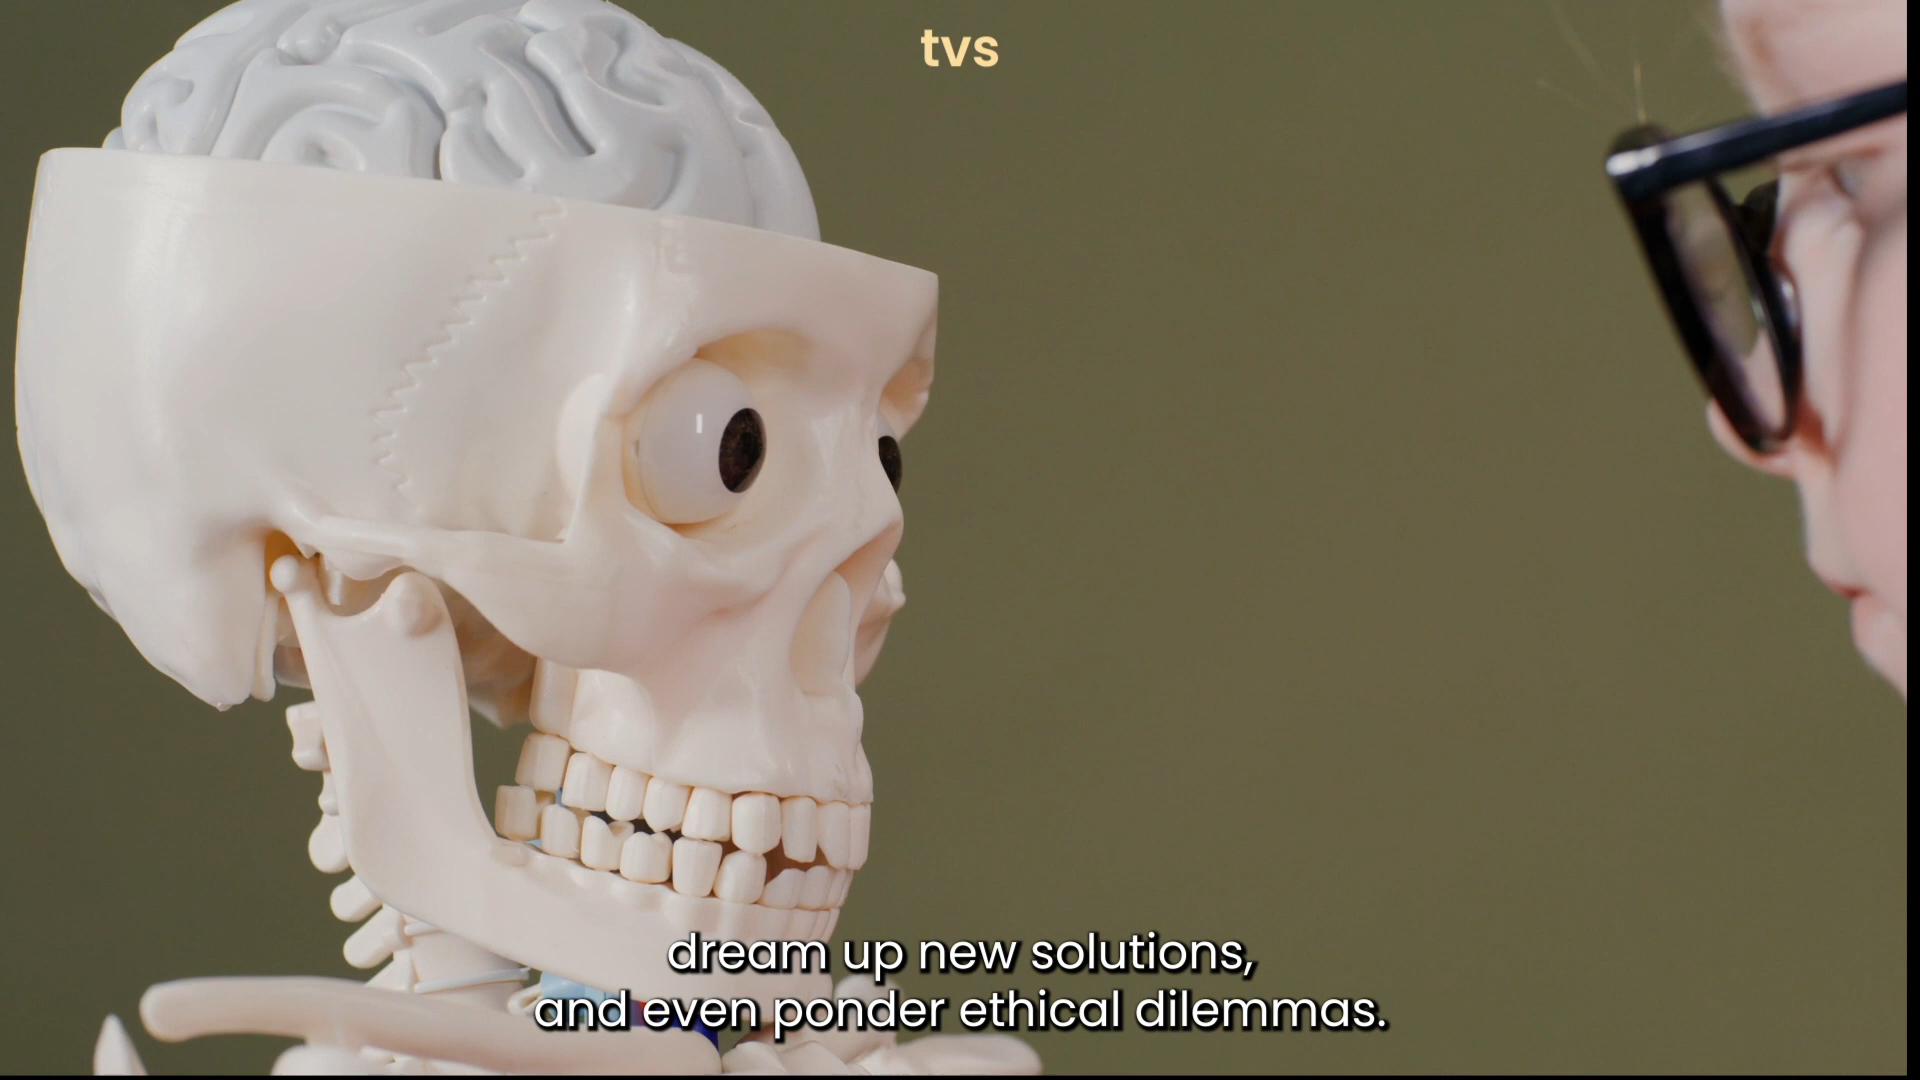 tvs
dream up new solutions,
and even ponder ethical dilemmas.